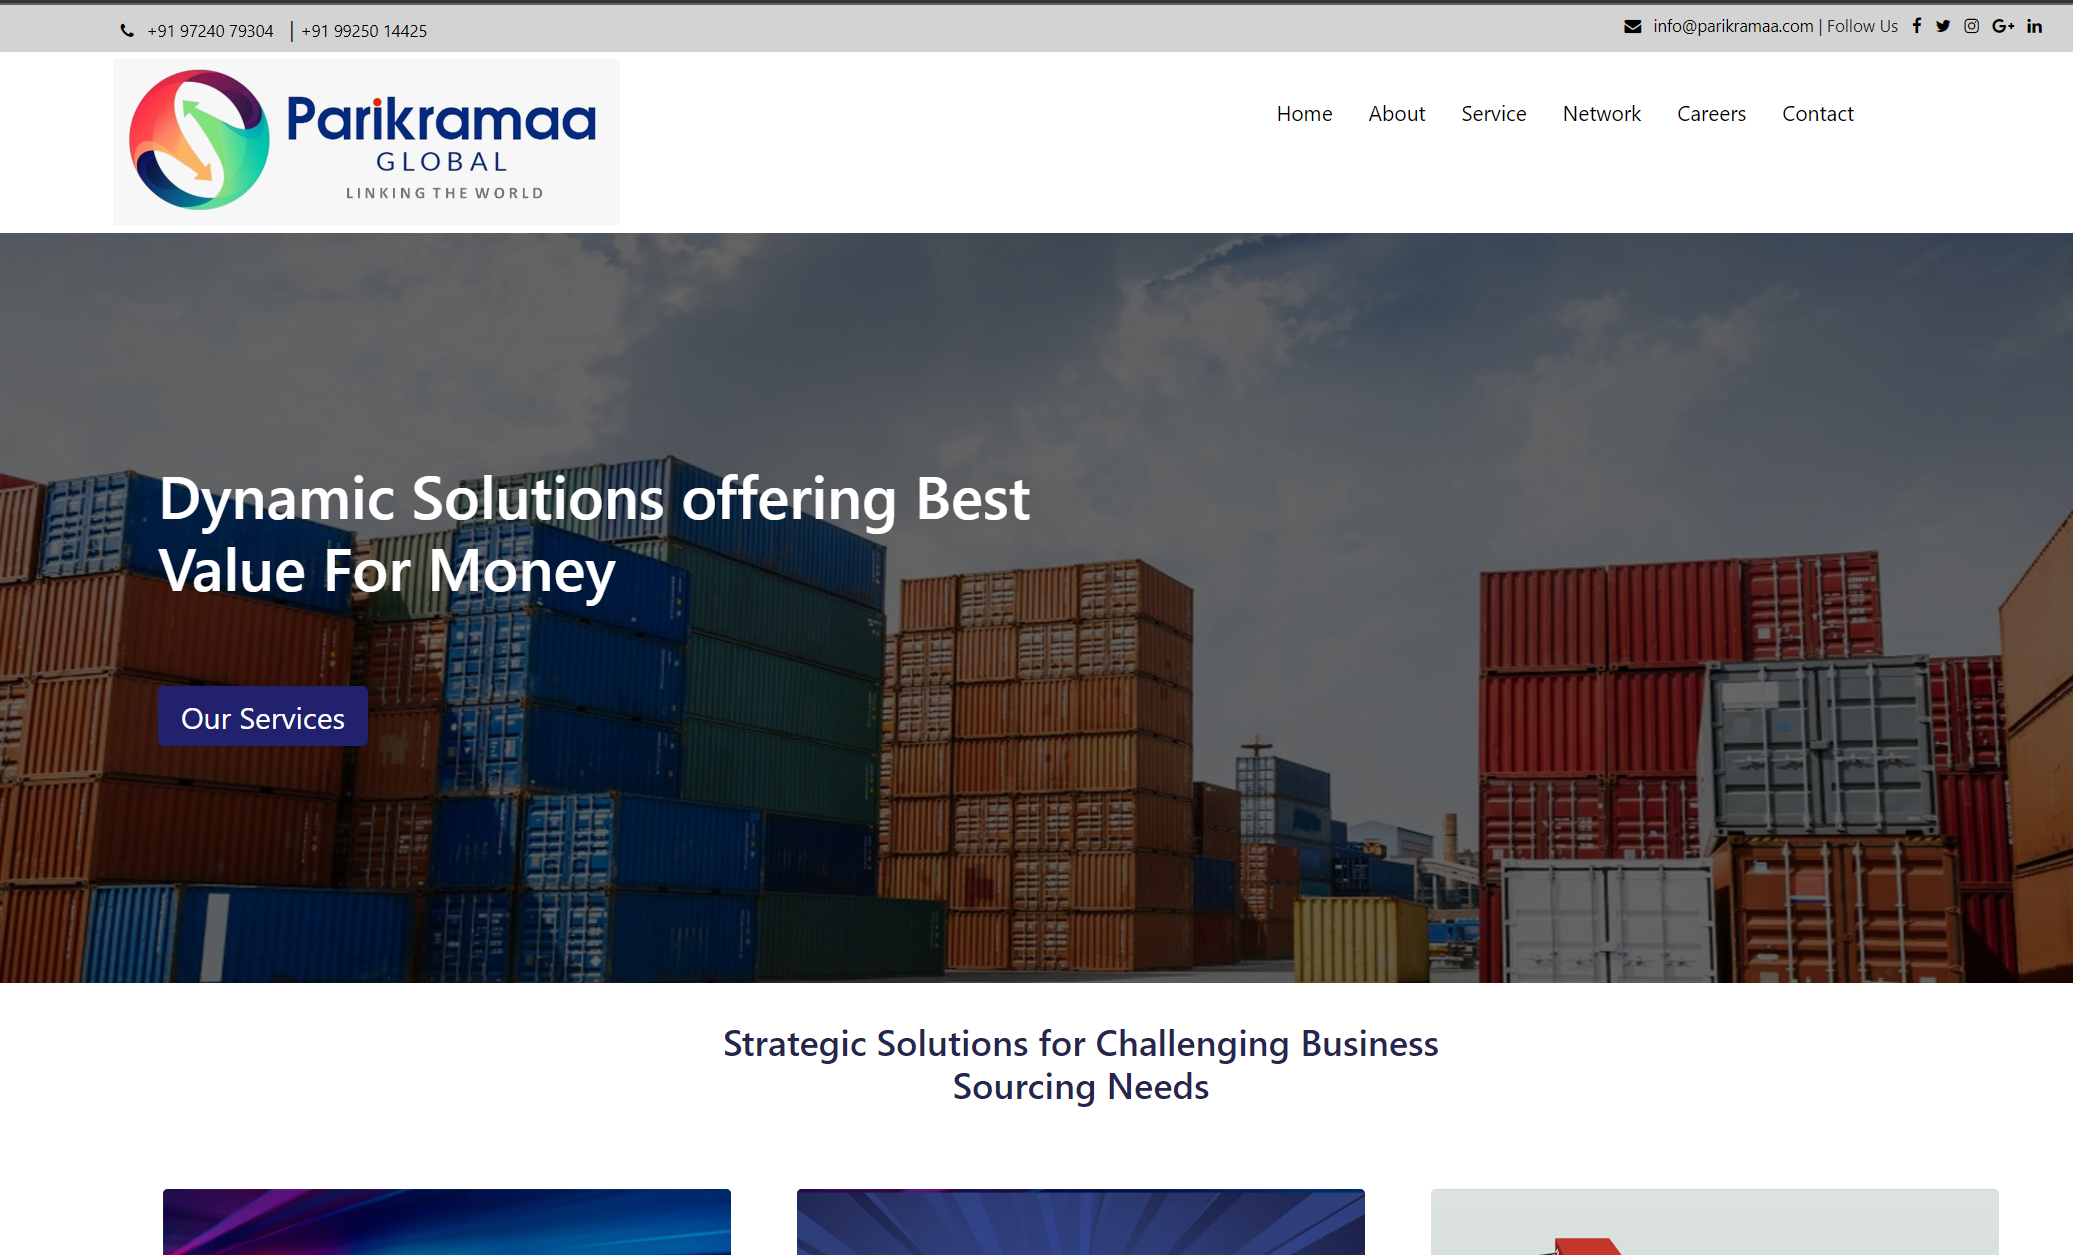 +91 97240 79304 | +91 99250 14425
info@parikramaa.com | Follow Us
Parikramaa
GLOBAL
LINKING THE WORLD
Home About Service Network Careers Contact
Dynamic Solutions offering Best
Value For Money
Our Services
Strategic Solutions for Challenging Business
Sourcing Needs